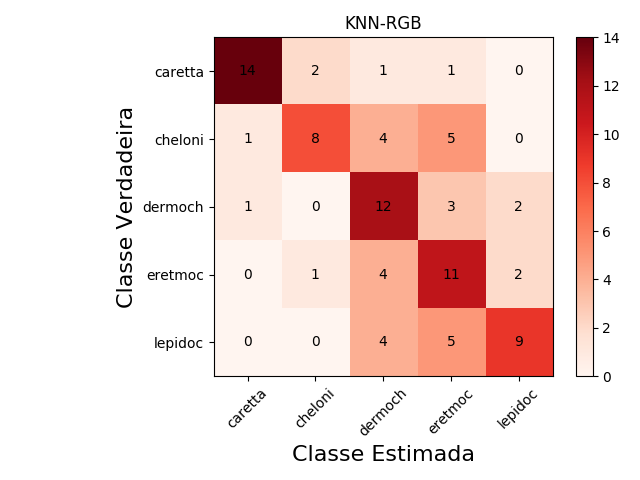 KNN-RGB
Classe Verdadeira
caretta 14 2 1 1 0
cheloni 1 8 4 5 0
dermoch 1 0 12 3 2
eretmoc 0 1 4 11 2
lepidoc 0 0 4 5 9
caretta cheloni dermoch eretmoc lepidoc
Classe Estimada
14
12
10
8
6
4
2
0